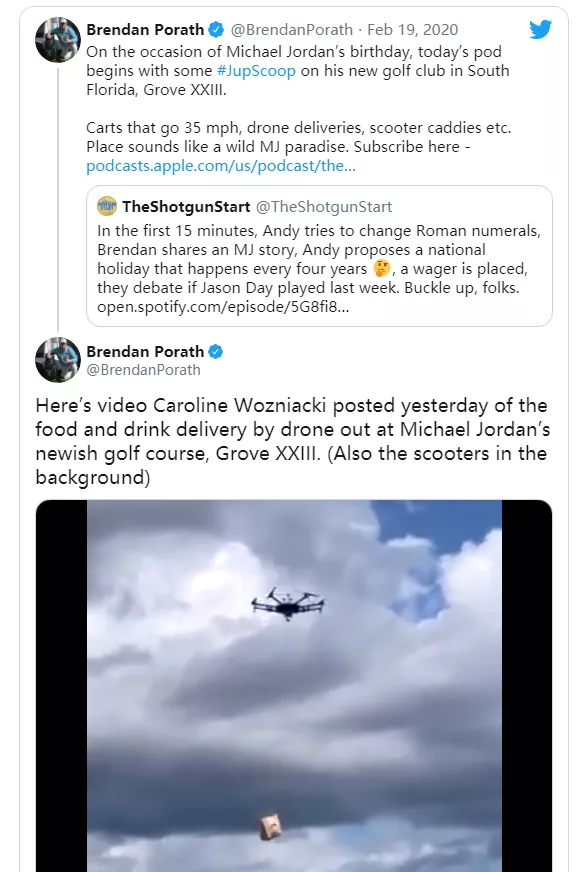 Brendan Porath @BrendanPorath · Feb 19, 2020
On the occasion of Michael Jordan’s birthday, today’s pod
begins with some #JupScoop on his new golf club in South
Florida, Grove XXIII.
Carts that go 35 mph, drone deliveries, scooter caddies etc.
Place sounds like a wild MJ paradise. Subscribe here -
podcasts.apple.com/us/podcast/the...
TheShotgunStart @TheShotgunStart
In the first 15 minutes, Andy tries to change Roman numerals,
Brendan shares an MJ story, Andy proposes a national
holiday that happens every four years 🤔, a wager is placed,
they debate if Jason Day played last week. Buckle up, folks.
open.spotify.com/episode/5G8fi8...
Brendan Porath
@BrendanPorath
Here’s video Caroline Wozniacki posted yesterday of the
food and drink delivery by drone out at Michael Jordan’s
newish golf course, Grove XXIII. (Also the scooters in the
background)